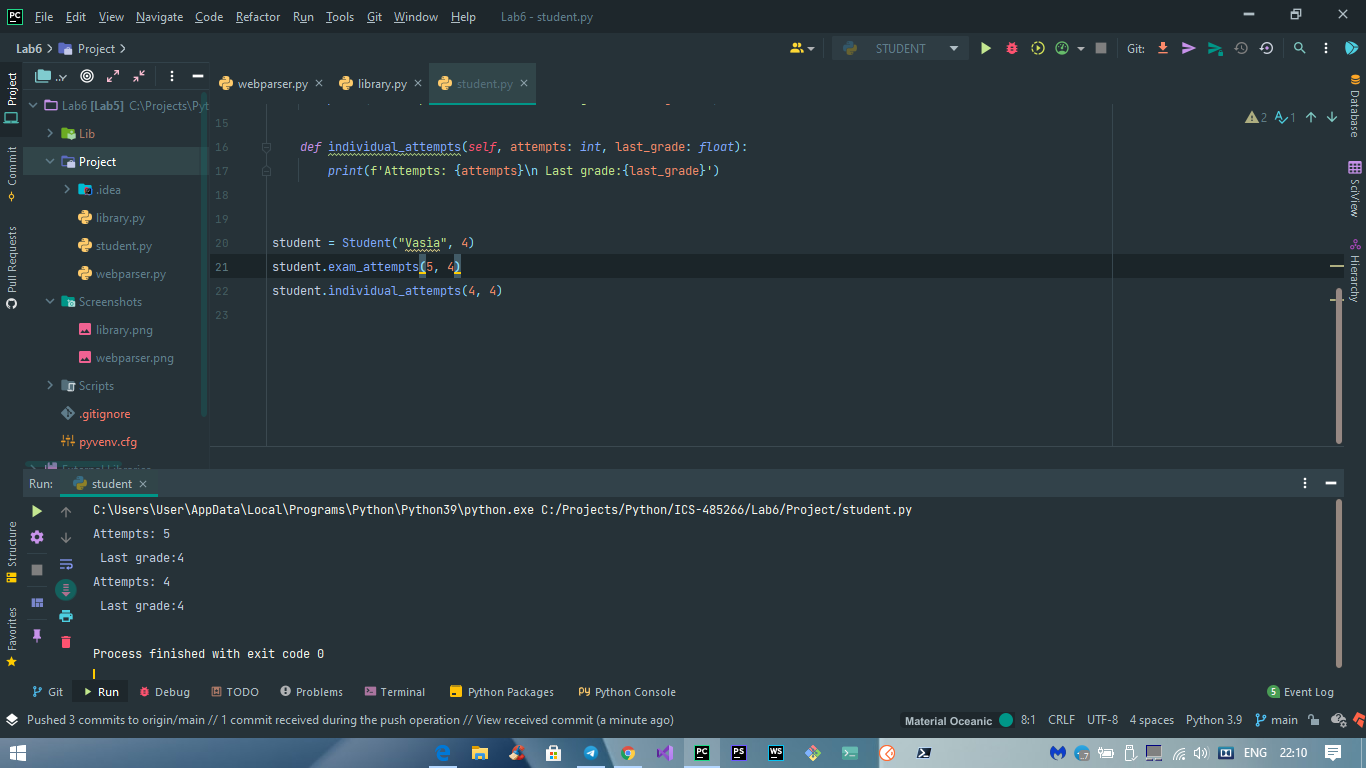 File Edit View Navigate Code Refactor Run Tools Git Window Help Lab6 - student.py
Lab6 Project STUDENT Git:
webparser.py library.py student.py
Project
Commit
Pull Requests
Structure
Favorites
Lab6 [Lab5] C:\Projects\Pyt
Lib
Project
.idea
library.py
student.py
webparser.py
Screenshots
library.png
webparser.png
Scripts
.gitignore
pyvenv.cfg
External Libraries
2 1
15
16 def individual_attempts(self, attempts: int, last_grade: float):
17 print(f'Attempts: {attempts}\n Last grade:{last_grade}')
18
19
20 student = Student("Vasia", 4)
21 student.exam_attempts(5, 4)
22 student.individual_attempts(4, 4)
23
Database
SciView
Hierarchy
Run: student
C:\Users\User\AppData\Local\Programs\Python\Python39\python.exe C:/Projects/Python/ICS-485266/Lab6/Project/student.py
Attempts: 5
Last grade:4
Attempts: 4
Last grade:4
Process finished with exit code 0
Git Run Debug TODO Problems Terminal Python Packages Python Console 5 Event Log
Pushed 3 commits to origin/main // 1 commit received during the push operation // View received commit (a minute ago) Material Oceanic 8:1 CRLF UTF-8 4 spaces Python 3.9 main
PC PS WS ENG 22:10